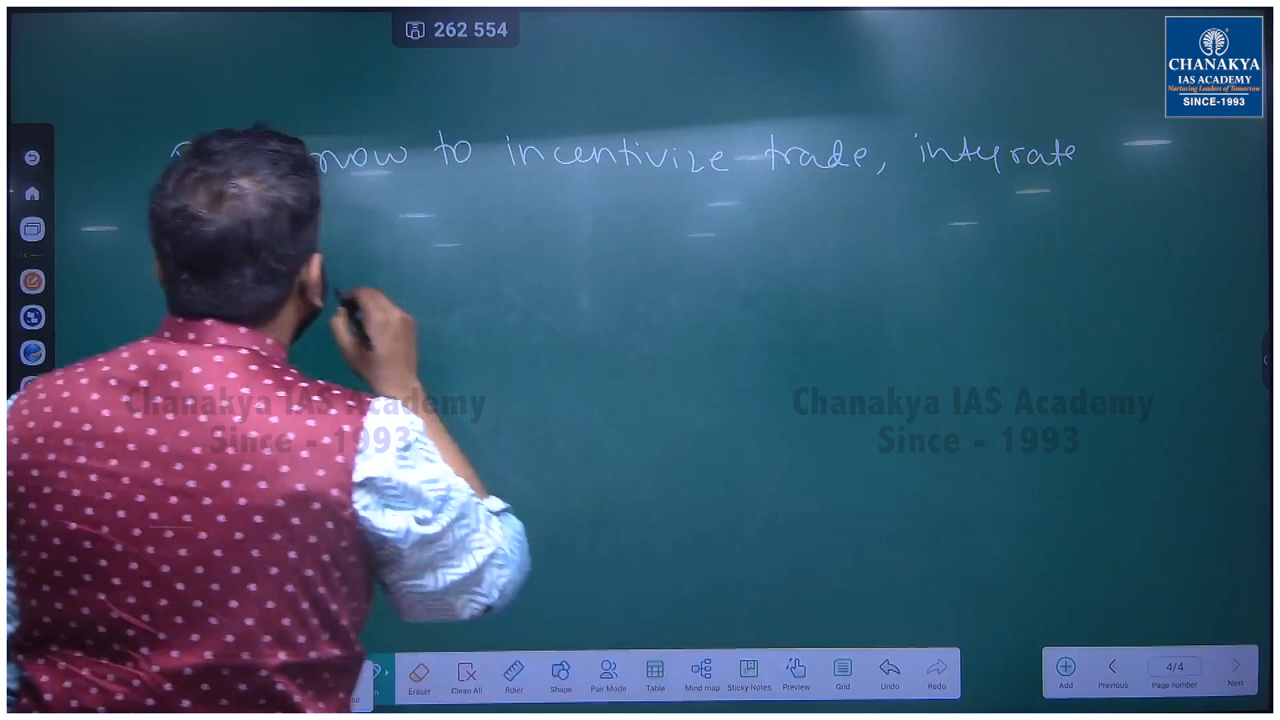 262 554
CHANAKYA
IAS ACADEMY
Nurturing Leaders of Tomorrow
SINCE-1993
how to incentivize trade, integrate
Chanakya IAS Academy
Since - 1993
Chanakya IAS Academy
Since - 1993
Eraser
Clean All
Ruler
Shape
Pair Mode
Table
Mind map
Sticky Notes
Preview
Grid
Undo
Redo
Add
Previous
4/4
Page number
Next